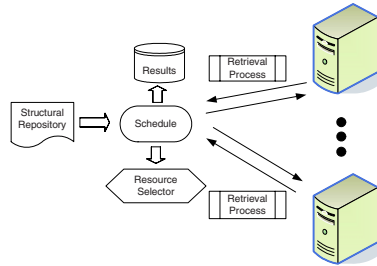 Results
Retrieval
Process
Structural
Repository
Schedule
Resource
Selector
Retrieval
Process